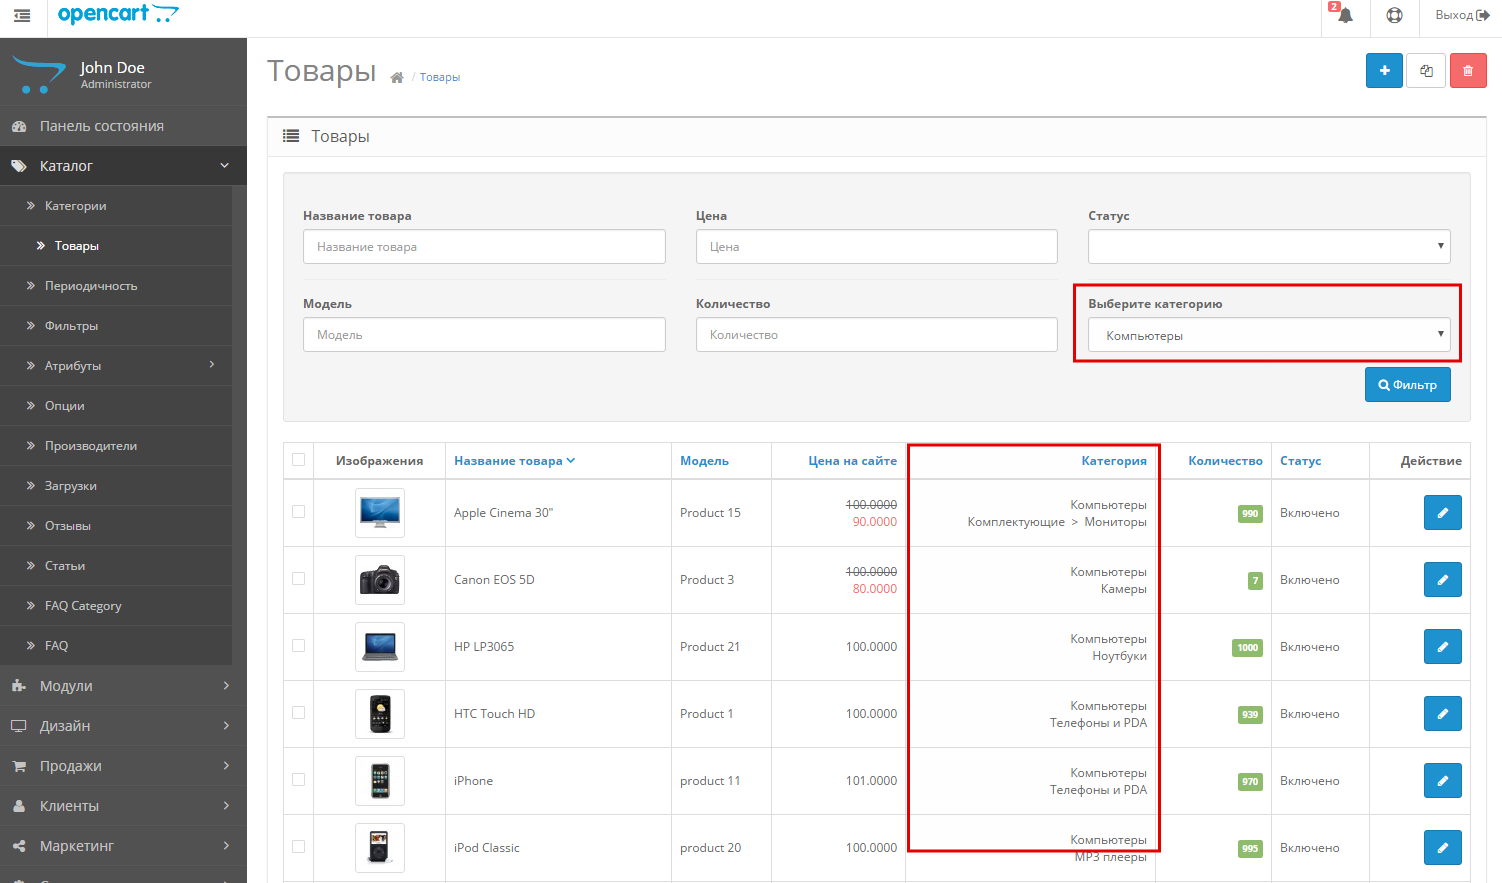 opencart
2
Выход
John Doe
Administrator
Панель состояния
Каталог
Категории
Товары
Периодичность
Фильтры
Атрибуты
Опции
Производители
Загрузки
Отзывы
Статьи
FAQ Category
FAQ
Модули
Дизайн
Продажи
Клиенты
Маркетинг
Товары / Товары
Товары
Название товара Цена Статус
Название товара Цена
Модель Количество Выберите категорию
Модель Количество Компьютеры
Фильтр
Изображения Название товара Модель Цена на сайте Категория Количество Статус Действие
Apple Cinema 30" Product 15 100.0000 90.0000 Компьютеры 990 Включено
Комплектующие > Мониторы
Canon EOS 5D Product 3 100.0000 80.0000 Компьютеры 7 Включено
Камеры
HP LP3065 Product 21 100.0000 Компьютеры 1000 Включено
Ноутбуки
HTC Touch HD Product 1 100.0000 Компьютеры 939 Включено
Телефоны и PDA
iPhone product 11 101.0000 Компьютеры 970 Включено
Телефоны и PDA
iPod Classic product 20 100.0000 Компьютеры 995 Включено
MP3 плееры